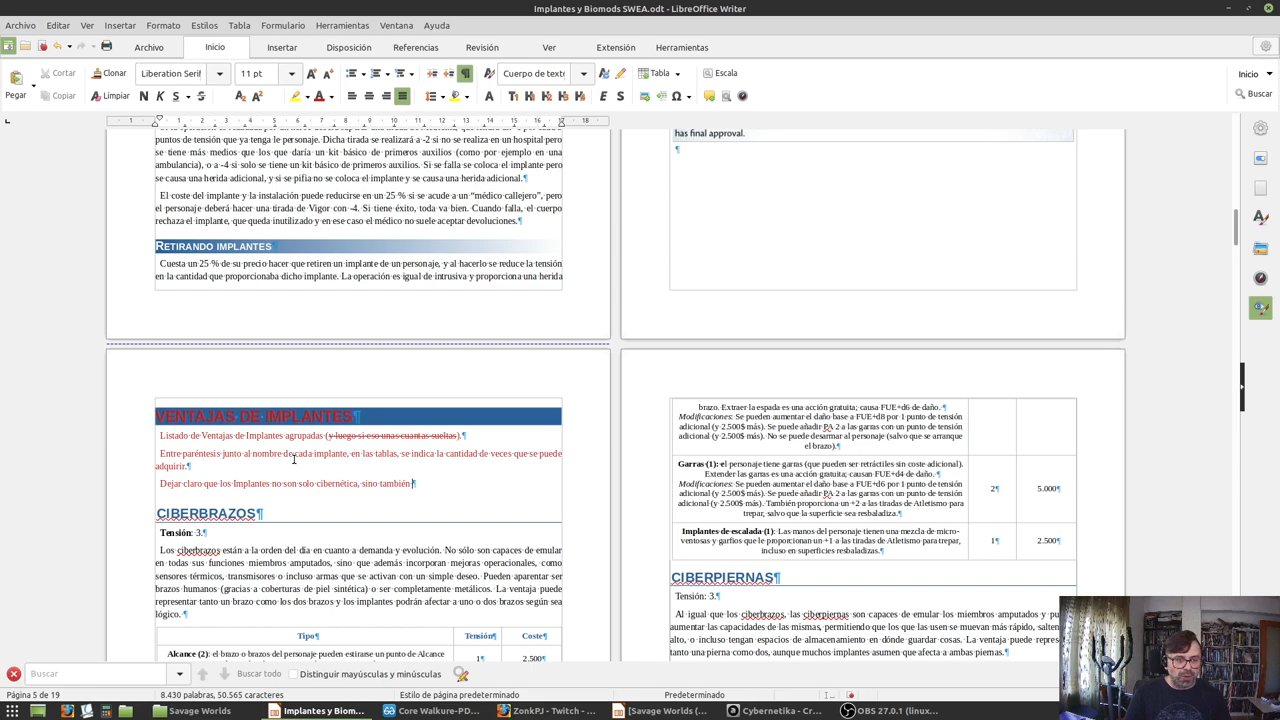 Implantes y Biomods SWEA.odt - LibreOffice Writer
Archivo Editar Ver Insertar Formato Estilos Tabla Formulario Herramientas Ventana Ayuda
Archivo Inicio Insertar Disposición Referencias Revisión Ver Extensión Herramientas
Pegar Cortar Copiar Clonar Limpiar Liberation Serif 11 pt Cuerpo de texto Tabla Escala Inicio Buscar
puntos de tensión que ya tenga le personaje. Dicha tirada se realizará a -2 si no se realiza en un hospital pero
se tiene más medios que los que daría un kit básico de primeros auxilios (como por ejemplo en una
ambulancia), o a -4 si solo se tiene un kit básico de primeros auxilios. Si se falla se coloca el implante pero
se causa una herida adicional, y si se pifia no se coloca el implante y se causa una herida adicional.¶
El coste del implante y la instalación puede reducirse en un 25 % si se acude a un “médico callejero”, pero
el personaje deberá hacer una tirada de Vigor con -4. Si tiene éxito, toda va bien. Cuando falla, el cuerpo
rechaza el implante, que queda inutilizado y en ese caso el médico no suele aceptar devoluciones.¶
RETIRANDO IMPLANTES¶
Cuesta un 25 % de su precio hacer que retiren un implante de un personaje, y al hacerlo se reduce la tensión
en la cantidad que proporcionaba dicho implante. La operación es igual de intrusiva y proporciona una herida
has final approval.
¶
VENTAJAS DE IMPLANTES¶
Listado de Ventajas de Implantes agrupadas (y luego si eso unas cuantas sueltas).¶
Entre paréntesis junto al nombre de cada implante, en las tablas, se indica la cantidad de veces que se puede
adquirir.¶
Dejar claro que los Implantes no son solo cibernética, sino también ¶
CIBERBRAZOS¶
Tensión: 3.¶
Los ciberbrazos están a la orden del día en cuanto a demanda y evolución. No sólo son capaces de emular
en todas sus funciones miembros amputados, sino que además incorporan mejoras operacionales, como
sensores térmicos, transmisores o incluso armas que se activan con un simple deseo. Pueden aparentar ser
brazos humanos (gracias a coberturas de piel sintética) o ser completamente metálicos. La ventaja puede
representar tanto un brazo como los dos brazos y los implantes podrán afectar a uno o dos brazos según sea
lógico. ¶
Tipo¶ Tensión¶ Coste¶
Alcance (2): el brazo o brazos del personaje pueden estirarse un punto de Alcance 1¶ 2.500¶
brazo. Extraer la espada es una acción gratuita; causa FUE+d6 de daño. ¶
Modificaciones: Se pueden aumentar el daño hasta FUE+d8 por 1 punto de tensión
adicional (y 2.500$ más). Se puede añadir PA 2 a las garras con un punto de tensión
adicional (y 2.500$ más). No se puede desarmar al personaje (salvo que se arranque
el brazo).¶
Garras (1): el personaje tiene garras (que pueden ser retráctiles sin coste adicional).
Extender las garras es una acción gratuita; causan FUE+d4 de daño. ¶
Modificaciones: Se pueden aumentar el daño hasta FUE+d6 por 1 punto de tensión
adicional (y 2.500$ más). Se puede añadir PA 2 a las garras con un punto de tensión
adicional (y 2.500$ más). También proporciona un +2 a las tiradas de Atletismo para
trepar, salvo que la superficie sea resbaladiza.¶
2¶ 5.000¶
Implantes de escalada (1): Las manos del personaje tienen una mezcla de micro-
ventosas y garfios que le proporcionan un +1 a las tiradas de Atletismo para trepar,
incluso en superficies resbaladizas.¶
1¶ 2.500¶
CIBERPIERNAS¶
Tensión: 3.¶
Al igual que los ciberbrazos, las ciberpiernas son capaces de emular los miembros amputados y
aumentar las capacidades de las mismas, permitiendo que los que las usen se muevan más rápido, salten
alto, o incluso tengan espacios de almacenamiento en dónde guardar cosas. La ventaja puede
tanto una pierna como dos, aunque muchos implantes asumen que afecta a ambas piernas.¶
Buscar Buscar todo Distinguir mayúsculas y minúsculas
Página 5 de 19 8.430 palabras, 50.565 caracteres Estilo de página predeterminado Predeterminado
Savage Worlds Implantes y Biom... Core Walkure-PD... ZonkPJ - Twitch - ... [Savage Worlds (... Cybernetika - Cr... OBS 27.0.1 (linux...